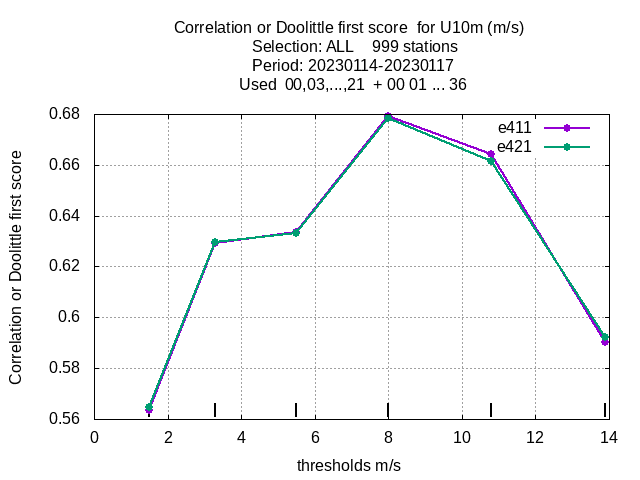 Correlation or Doolittle first score  for U10m (m/s)
Selection: ALL    999 stations
Period: 20230114-20230117
Used  00,03,...,21  + 00 01 ... 36
e411
e421
Correlation or Doolittle first score
0.68
0.66
0.64
0.62
0.6
0.58
0.56
0 2 4 6 8 10 12 14
thresholds m/s